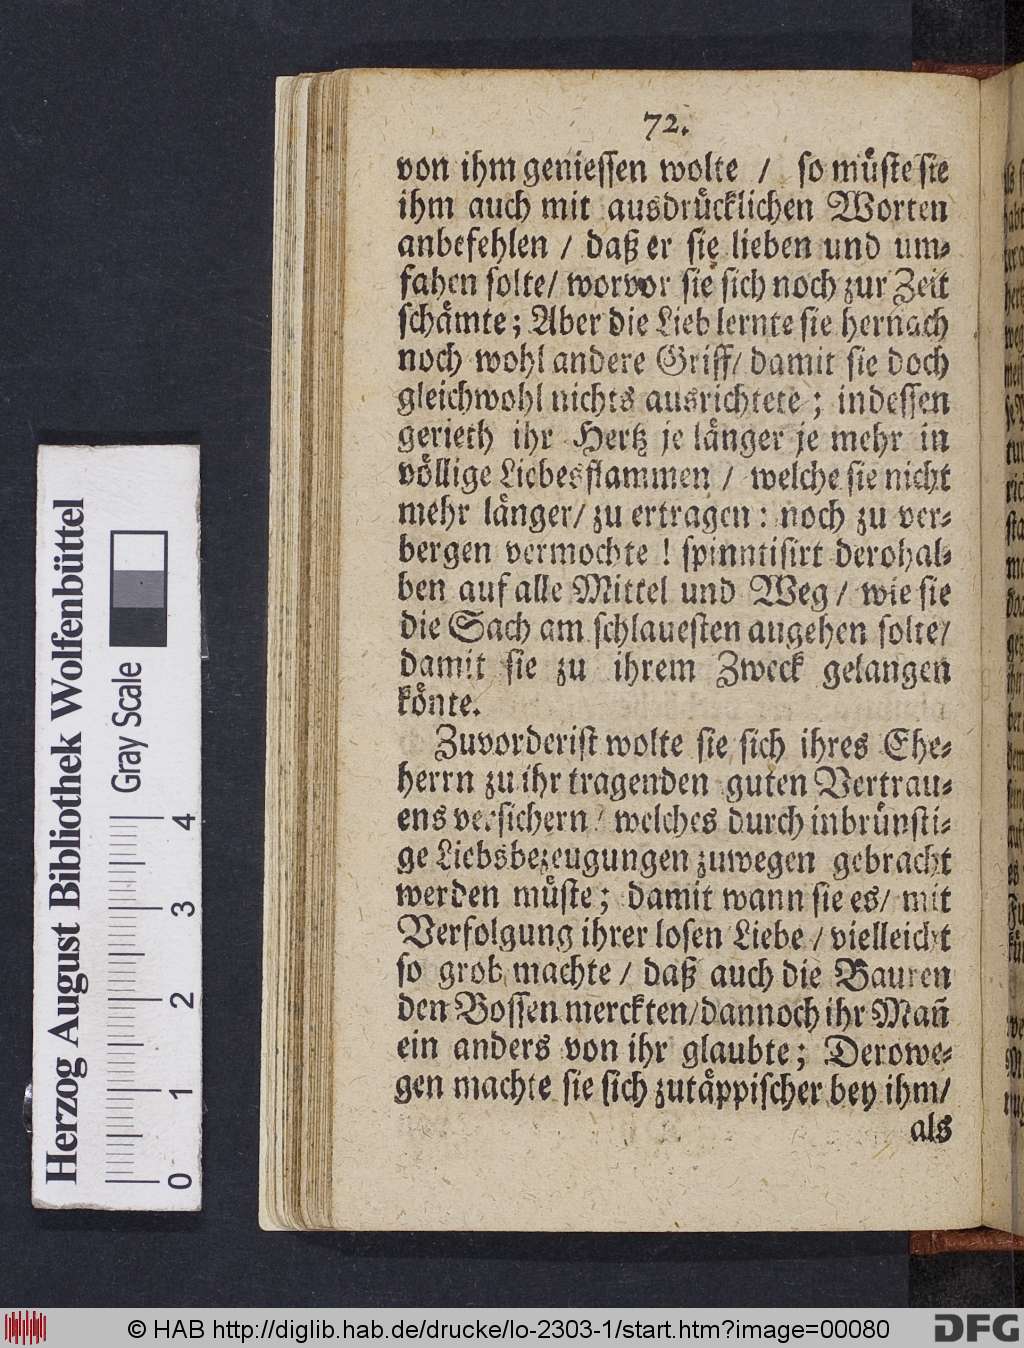 72.
von ihm geniessen wolte / so müste sie
ihm auch mit ausdrücklichen Worten
anbefehlen / daß er sie lieben und um-
fahen solte/ worvor sie sich noch zur Zeit
schämte; Aber die Lieb lernte sie hernach
noch wohl andere Griff/ damit sie doch
gleichwohl nichts ausrichtete; indessen
gerieth ihr Hertz je länger je mehr in
völlige Liebesflammen / welche sie nicht
mehr länger/ zu ertragen: noch zu ver-
bergen vermochte! spinntisirt derohal-
ben auf alle Mittel und Weg / wie sie
die Sach am schlauesten angehen solte/
damit sie zu ihrem Zweck gelangen
könte.
Zuvorderist wolte sie sich ihres Ehe-
herrn zu ihr tragenden guten Vertrau-
ens versichern / welches durch inbrünsti-
ge Liebsbezeugungen zuwegen gebracht
werden müste; damit wann sie es/ mit
Verfolgung ihrer losen Liebe / vielleicht
so grob machte / daß auch die Bauren
den Bossen merckten/dannoch ihr Mañ
ein anders von ihr glaubte; Derowe-
gen machte sie sich zutäppischer bey ihm/
als
Herzog August Bibliothek Wolfenbüttel
Gray Scale
0 1 2 3 4
© HAB http://diglib.hab.de/drucke/lo-2303-1/start.htm?image=00080
DFG